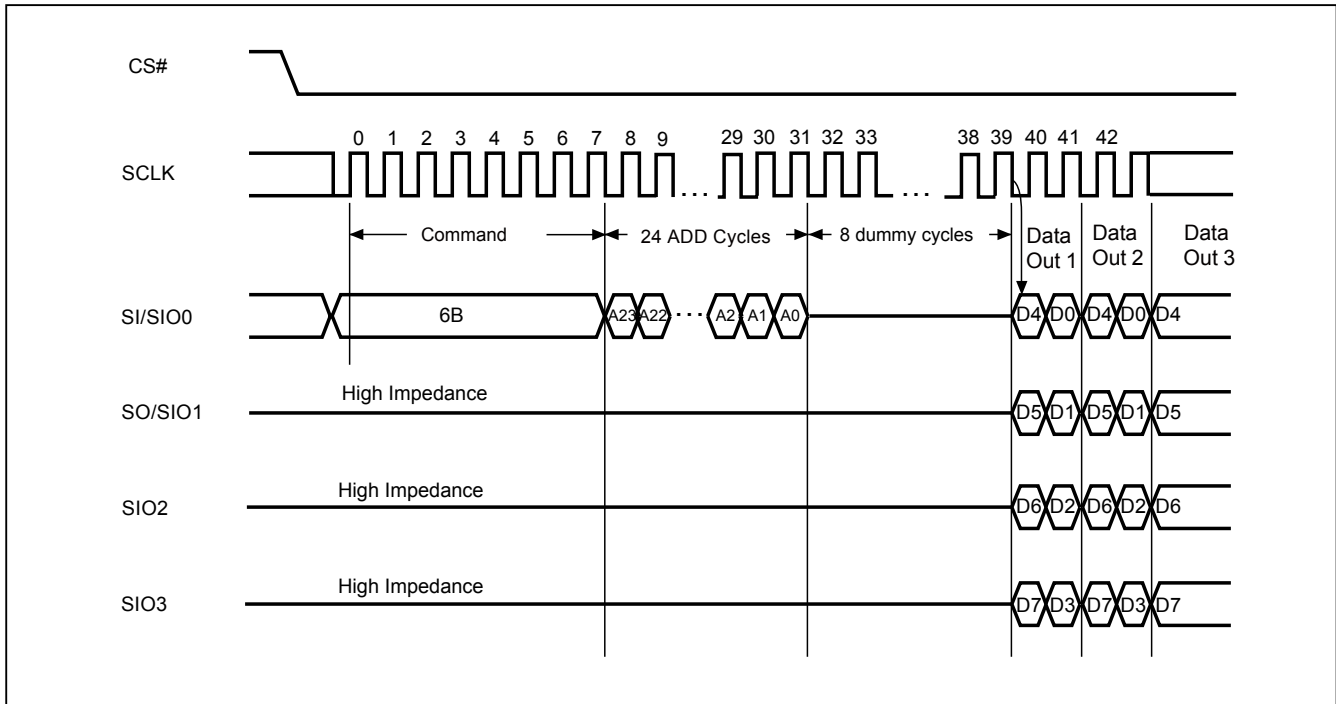 CS#
0 1 2 3 4 5 6 7 8 9 29 30 31 32 33 38 39 40 41 42
SCLK
... ...
Command 24 ADD Cycles 8 dummy cycles Data Out 1 Data Out 2 Data Out 3
SI/SIO0 6B A23 A22 ... A2 A1 A0 D4 D0 D4 D0 D4
High Impedance
SO/SIO1 D5 D1 D5 D1 D5
High Impedance
SIO2 D6 D2 D6 D2 D6
High Impedance
SIO3 D7 D3 D7 D3 D7